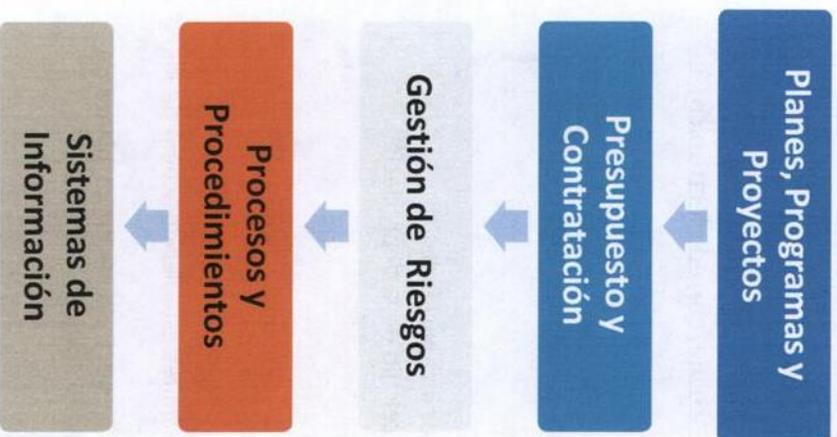 Planes, Programas y
Proyectos
Presupuesto y
Contratación
Gestión de Riesgos
Procesos y
Procedimientos
Sistemas de
Información